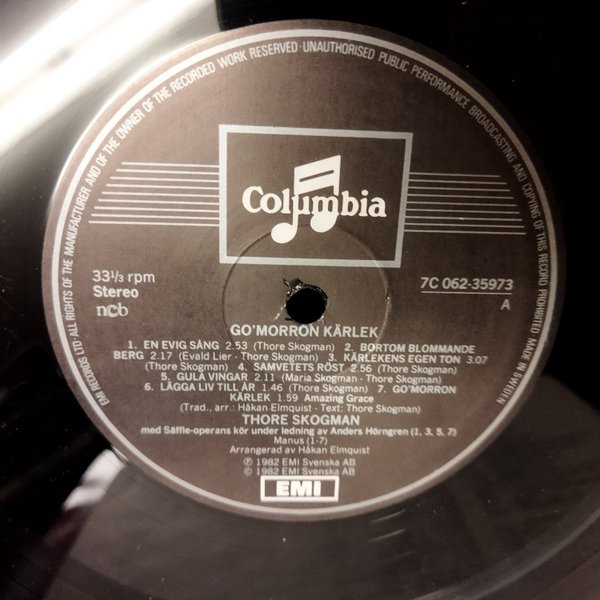 EMI RECORDS LTD·ALL RIGHTS OF THE MANUFACTURER AND OF THE OWNER OF THE RECORDED WORK RESERVED·UNAUTHORISED PUBLIC PERFORMANCE BROADCASTING AND COPYING OF THIS RECORD PROHIBITED MADE IN SWEDEN
Columbia
33⅓ rpm
Stereo
ncb
7C 062-35973
A
GO'MORRON KÄRLEK
1. EN EVIG SÅNG 2.53 (Thore Skogman) 2. BORTOM BLOMMANDE
BERG 2.17 (Evald Lier - Thore Skogman) 3. KÄRLEKENS EGEN TON 3.07
(Thore Skogman) 4. SAMVETETS RÖST 2.56 (Thore Skogman)
5. GULA VINGAR 2.11 (Maria Skogman - Thore Skogman)
6. LÄGGA LIV TILL ÅR 1.46 (Thore Skogman) 7. GO'MORRON
KÄRLEK 1.59 Amazing Grace
(Trad., arr.: Håkan Elmquist - Text: Thore Skogman)
THORE SKOGMAN
med Säffle-operans kör under ledning av Anders Hörngren (1, 3, 5, 7)
Manus (1-7)
Arrangerad av Håkan Elmquist
℗ 1982 EMI Svenska AB
© 1982 EMI Svenska AB
EMI